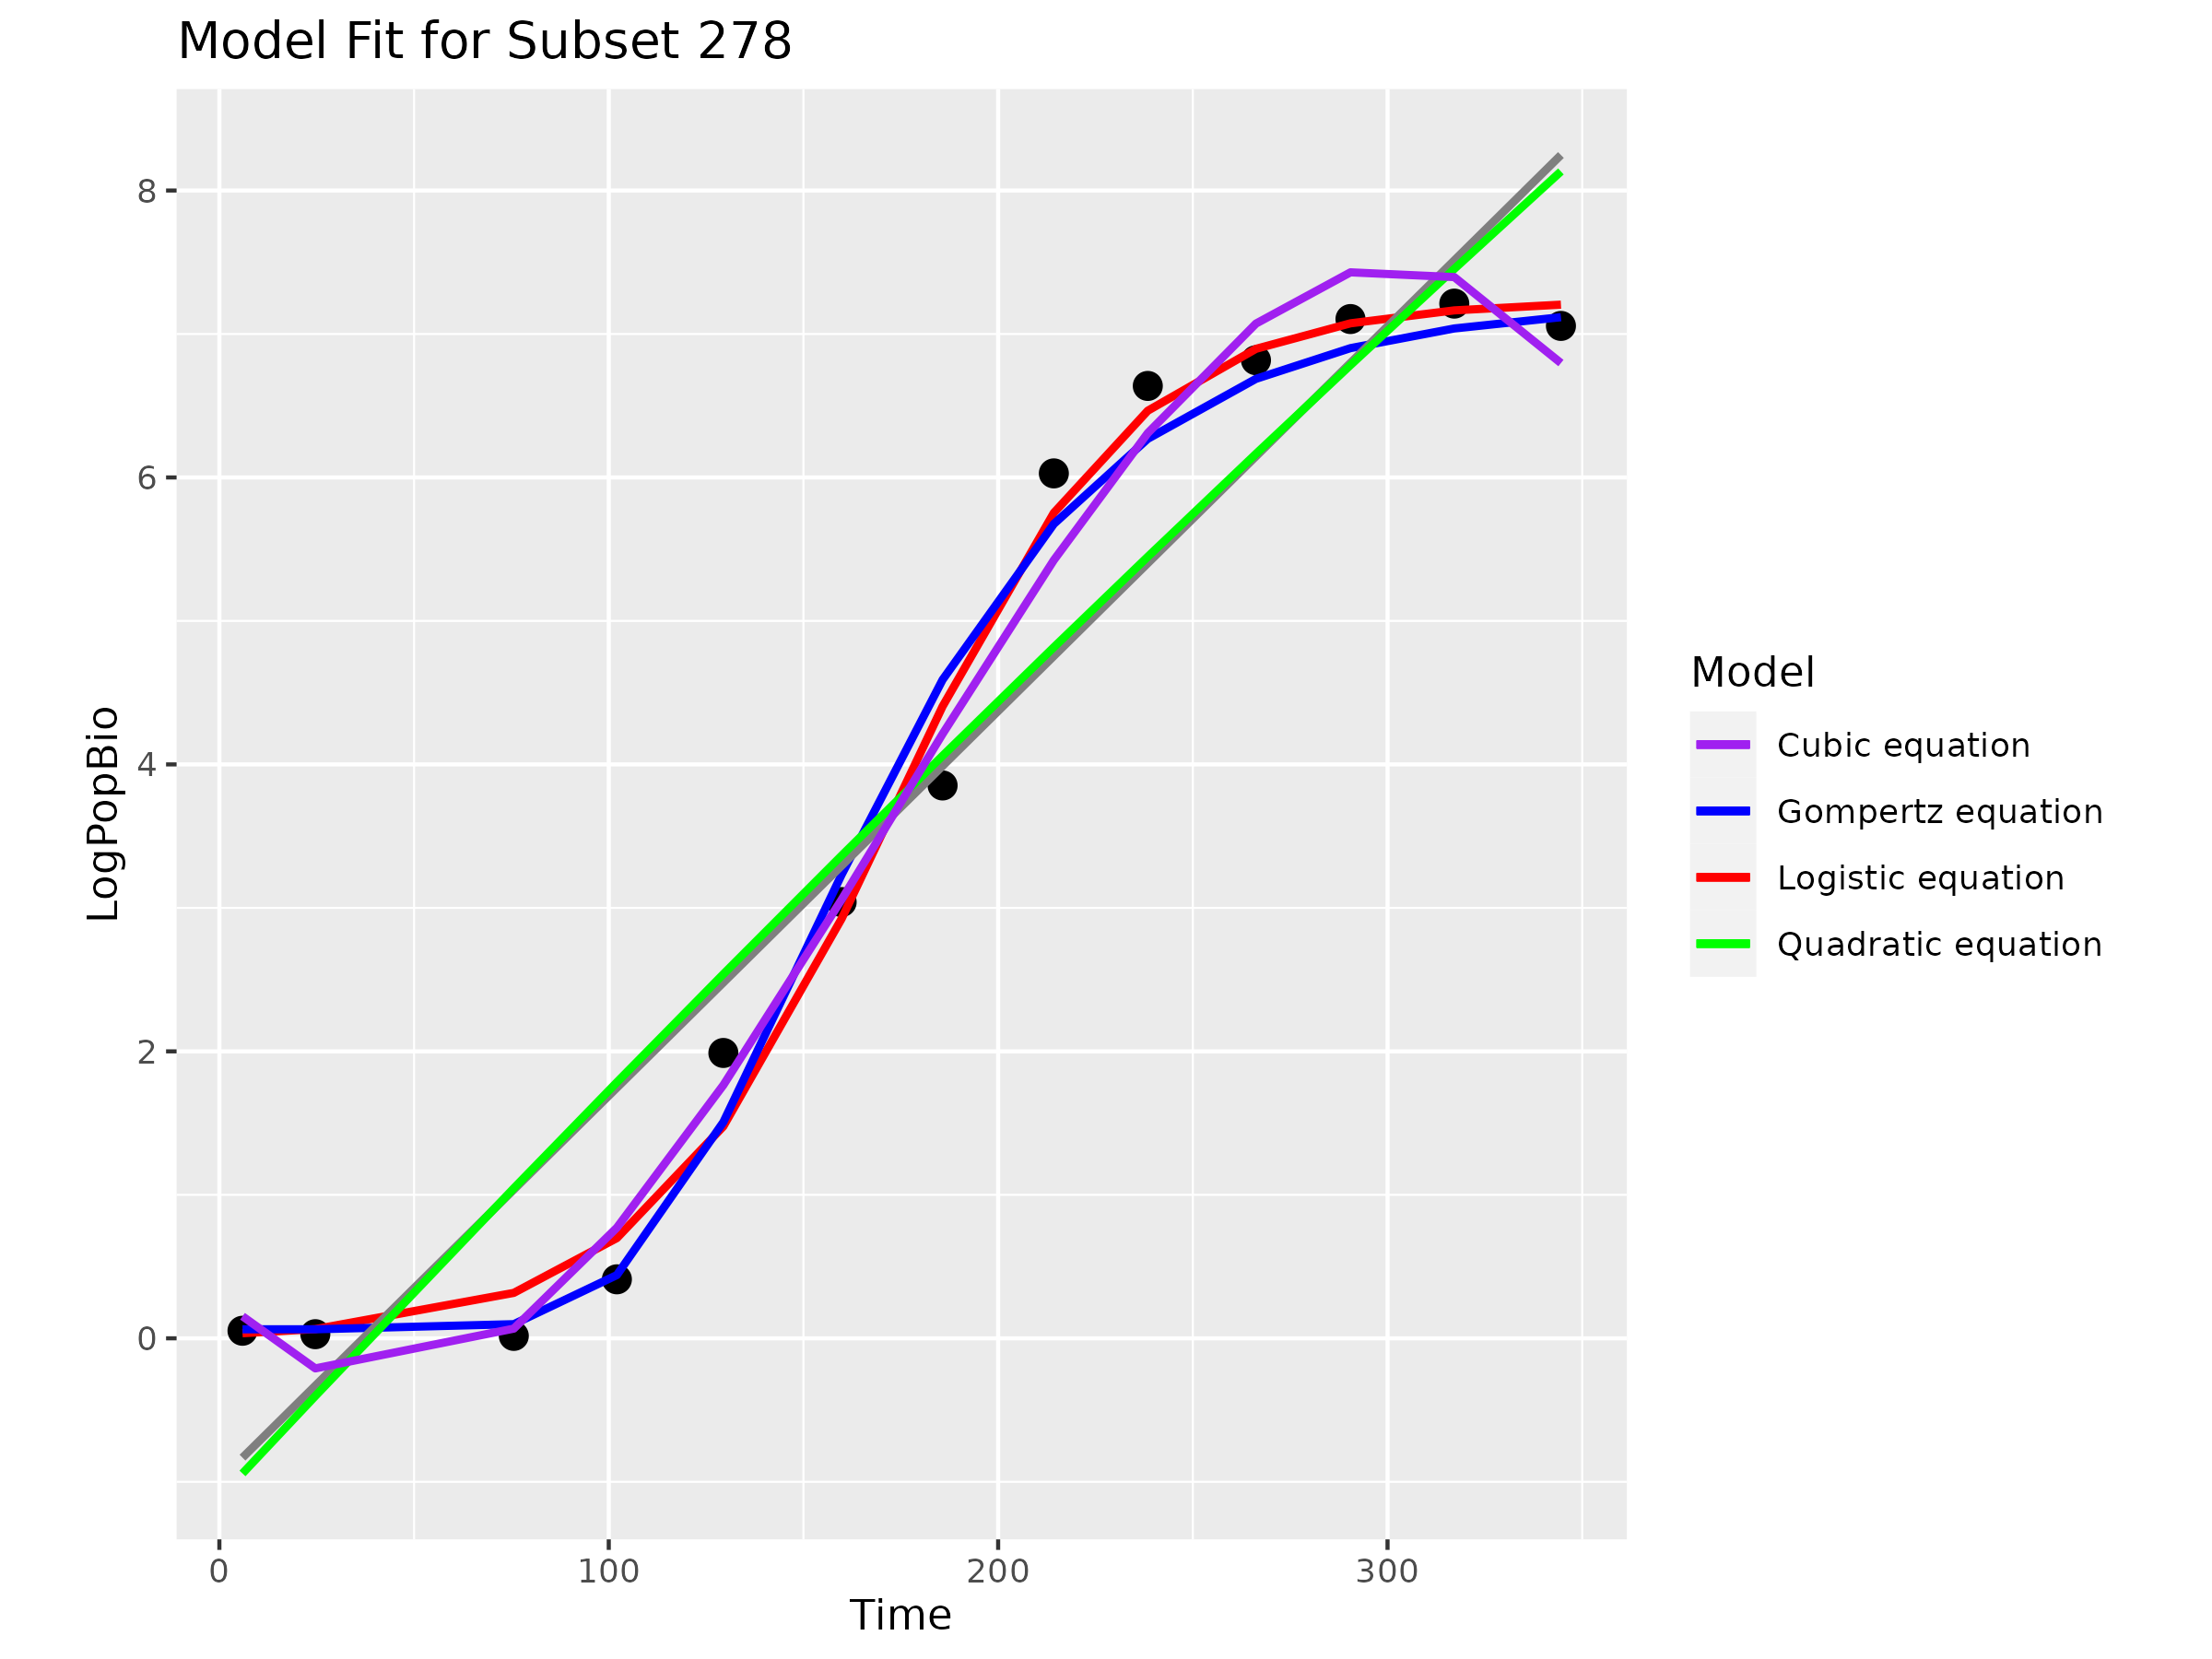 Model Fit for Subset 278
8
6
4
2
0
LogPopBio
0 100 200 300
Time
Model
Cubic equation
Gompertz equation
Logistic equation
Quadratic equation